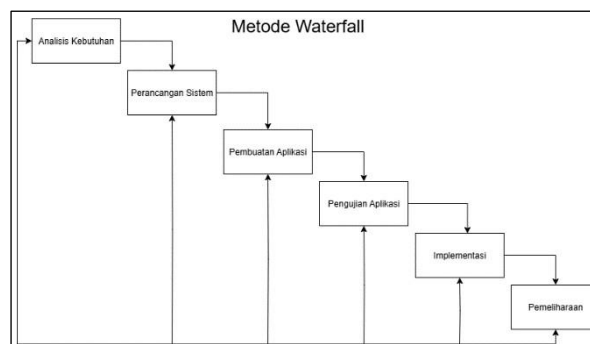 Metode Waterfall
Analisis Kebutuhan
Perancangan Sistem
Pembuatan Aplikasi
Pengujian Aplikasi
Implementasi
Pemeliharaan